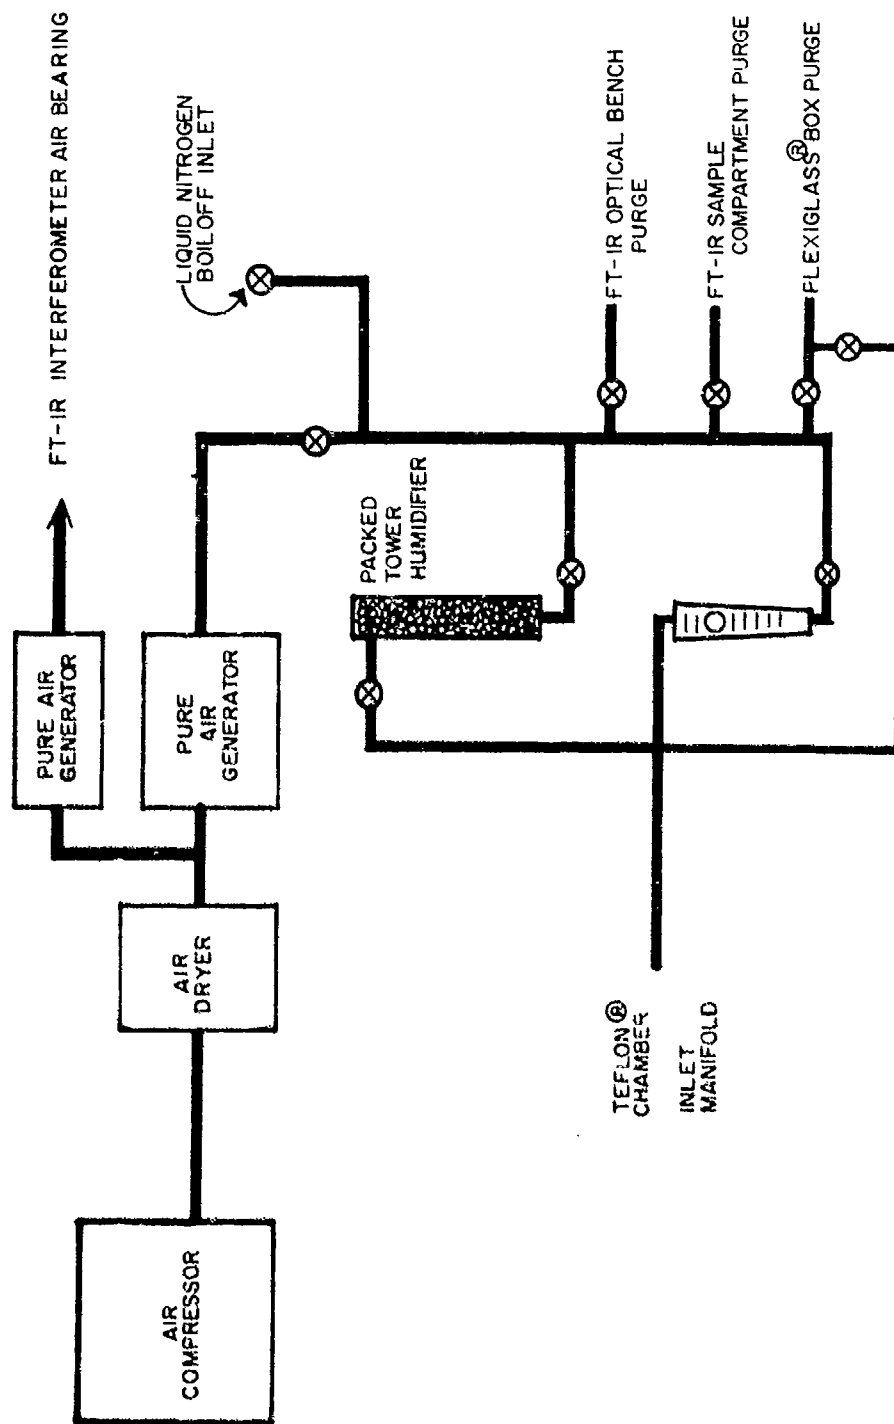 AIR
COMPRESSOR
AIR
DRYER
PURE AIR
GENERATOR
PURE
AIR
GENERATOR
FT-IR INTERFEROMETER AIR BEARING
LIQUID NITROGEN
BOILOFF INLET
PACKED
TOWER
HUMIDIFIER
TEFLON®
CHAMBER
INLET
MANIFOLD
FT-IR OPTICAL BENCH
PURGE
FT-IR SAMPLE
COMPARTMENT PURGE
PLEXIGLASS® BOX PURGE